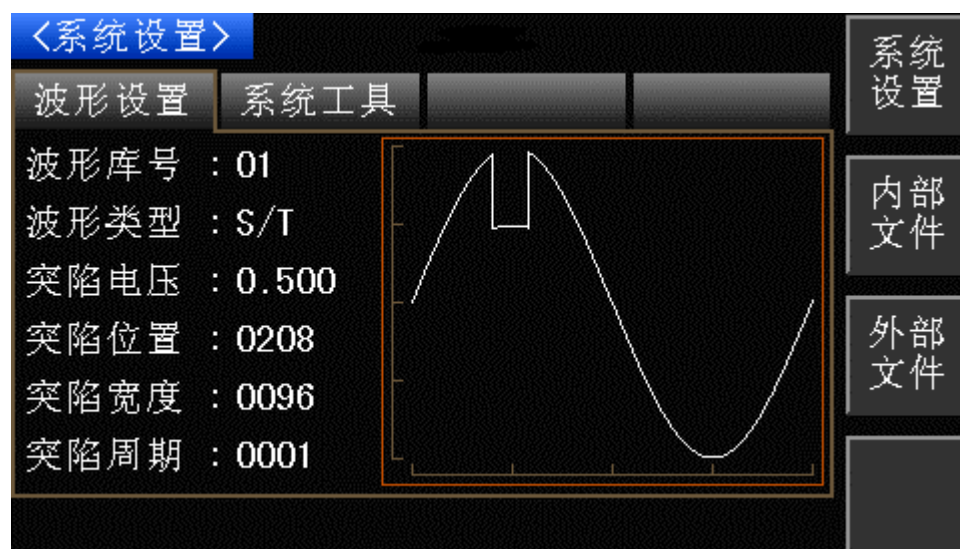 <系统设置>
波形设置 系统工具
波形库号 : 01
波形类型 : S/T
突陷电压 : 0.500
突陷位置 : 0208
突陷宽度 : 0096
突陷周期 : 0001
系统
设置
内部
文件
外部
文件